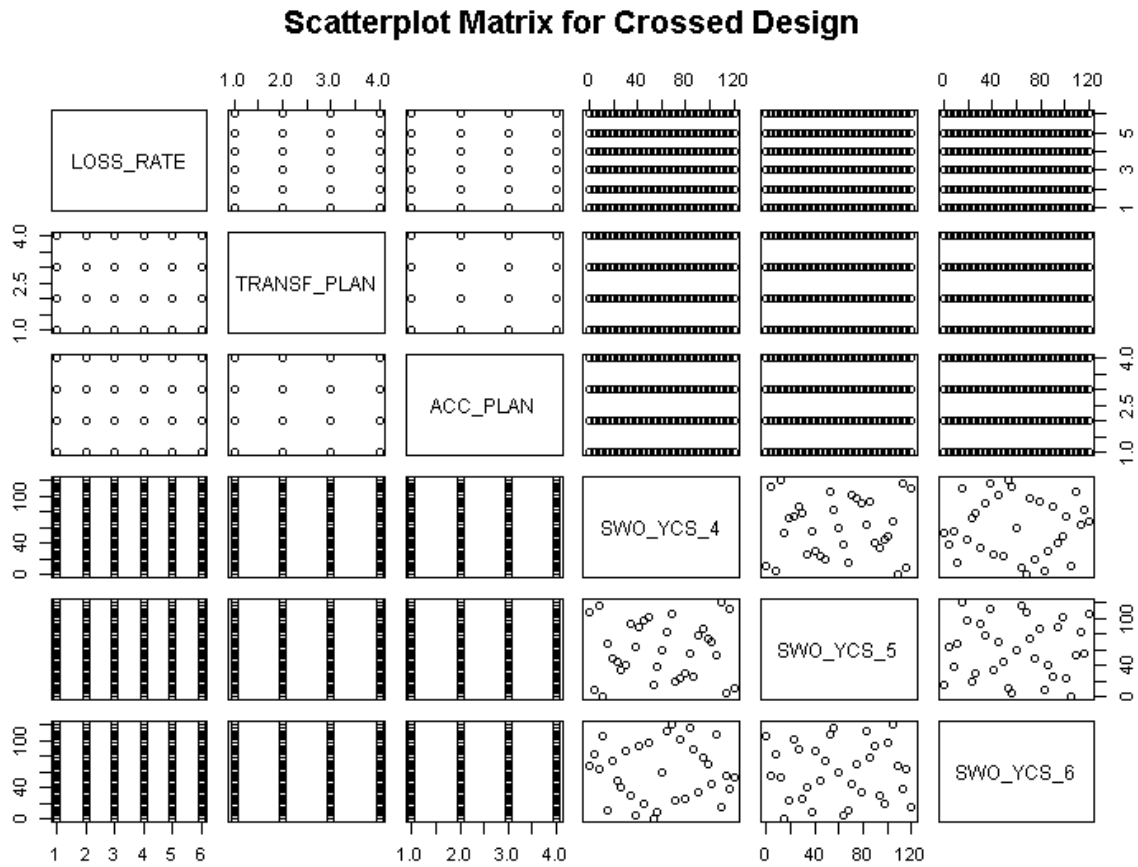 Scatterplot Matrix for Crossed Design
1.0 2.0 3.0 4.0 0 40 80 120 0 40 80 120
LOSS_RATE 1 3 5
1.0 2.5 4.0 TRANSF_PLAN
ACC_PLAN 1.0 2.5 4.0
0 40 100 SWO_YCS_4
SWO_YCS_5 0 40 100
0 40 100 SWO_YCS_6
1 2 3 4 5 6 1.0 2.0 3.0 4.0 0 40 80 120